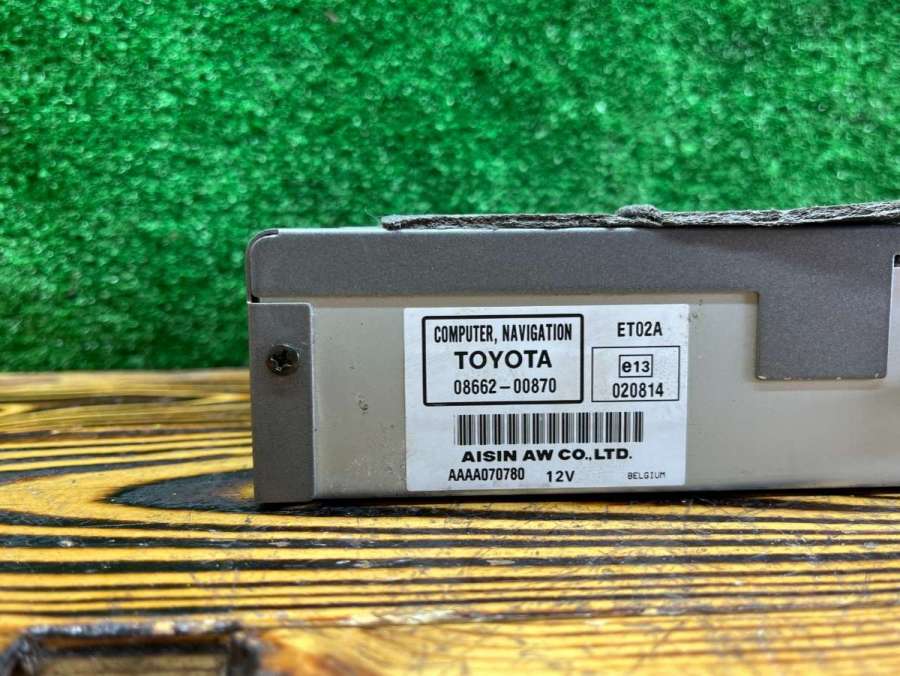 COMPUTER, NAVIGATION
TOYOTA
08662-00870
ET02A
e13
020814
AISIN AW CO.,LTD.
AAAA070780 12V BELGIUM